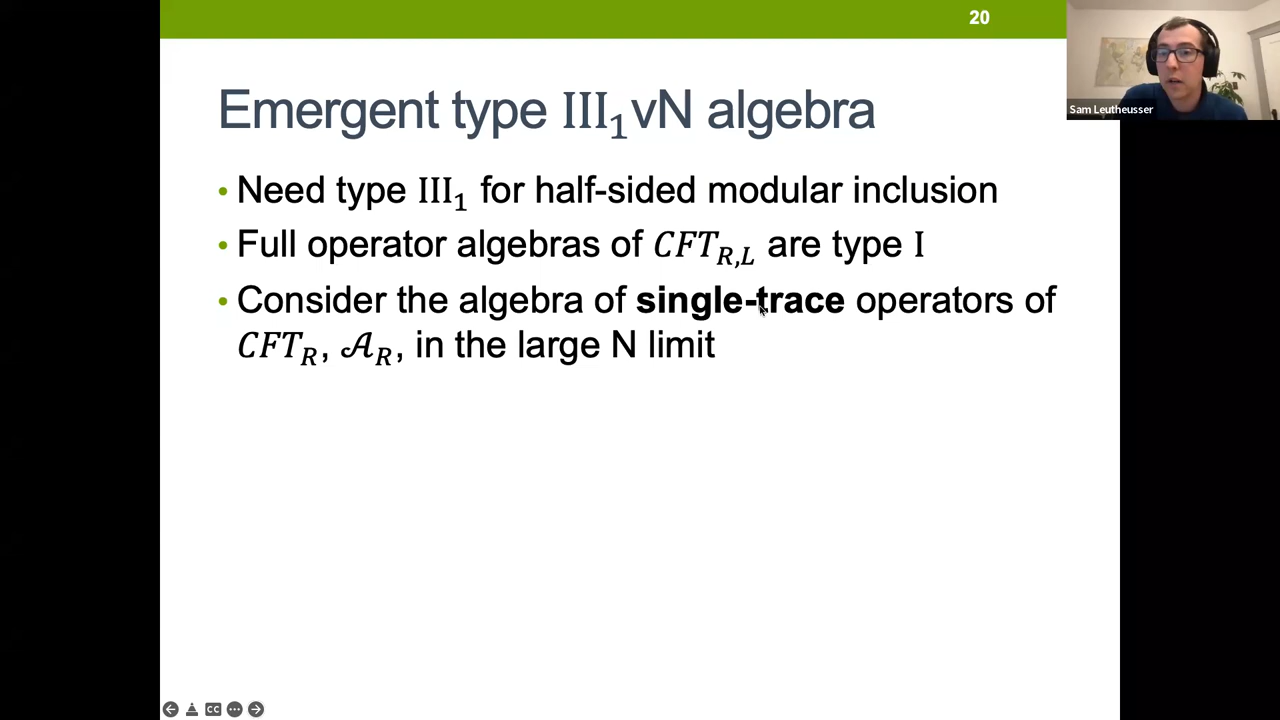 20
Sam Leutheusser
Emergent type III₁ vN algebra
• Need type III₁ for half-sided modular inclusion
• Full operator algebras of 𝐶𝐹𝑇_{R,L} are type I
• Consider the algebra of single-trace operators of
𝐶𝐹𝑇_R, 𝒜_R, in the large N limit
CC